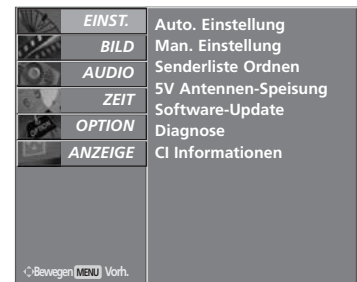 EINST.
BILD
AUDIO
ZEIT
OPTION
ANZEIGE
Auto. Einstellung
Man. Einstellung
Senderliste Ordnen
5V Antennen-Speisung
Software-Update
Diagnose
CI Informationen
Bewegen MENU Vorh.